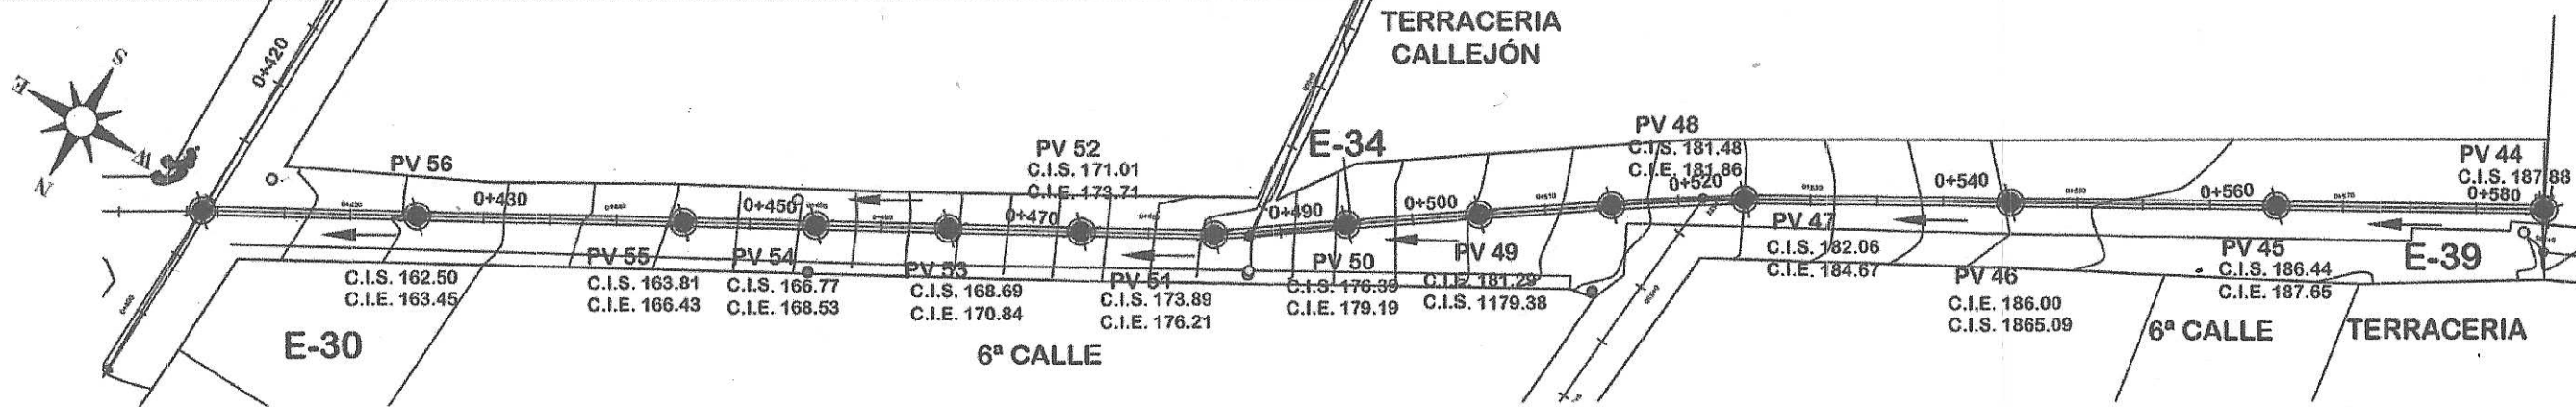 TERRACERIA
CALLEJÓN
0+420
S
E
W
N
PV 56
0+430
C.I.S. 162.50
C.I.E. 163.45
E-30
PV 55
C.I.S. 163.81
C.I.E. 166.43
0+450
PV 54
C.I.S. 166.77
C.I.E. 168.53
PV 53
C.I.S. 168.69
C.I.E. 170.84
PV 52
C.I.S. 171.01
C.I.E. 173.71
0+470
6ª CALLE
PV 51
C.I.S. 173.89
C.I.E. 176.21
E-34
0+490
PV 50
C.I.S. 176.39
C.I.E. 179.19
0+500
PV 49
C.I.E. 181.29
C.I.S. 1179.38
PV 48
C.I.S. 181.48
C.I.E. 181.86
0+520
PV 47
C.I.S. 182.06
C.I.E. 184.67
0+540
PV 46
C.I.E. 186.00
C.I.S. 1865.09
0+560
PV 45
C.I.S. 186.44
C.I.E. 187.65
6ª CALLE
TERRACERIA
PV 44
C.I.S. 187.88
0+580
E-39